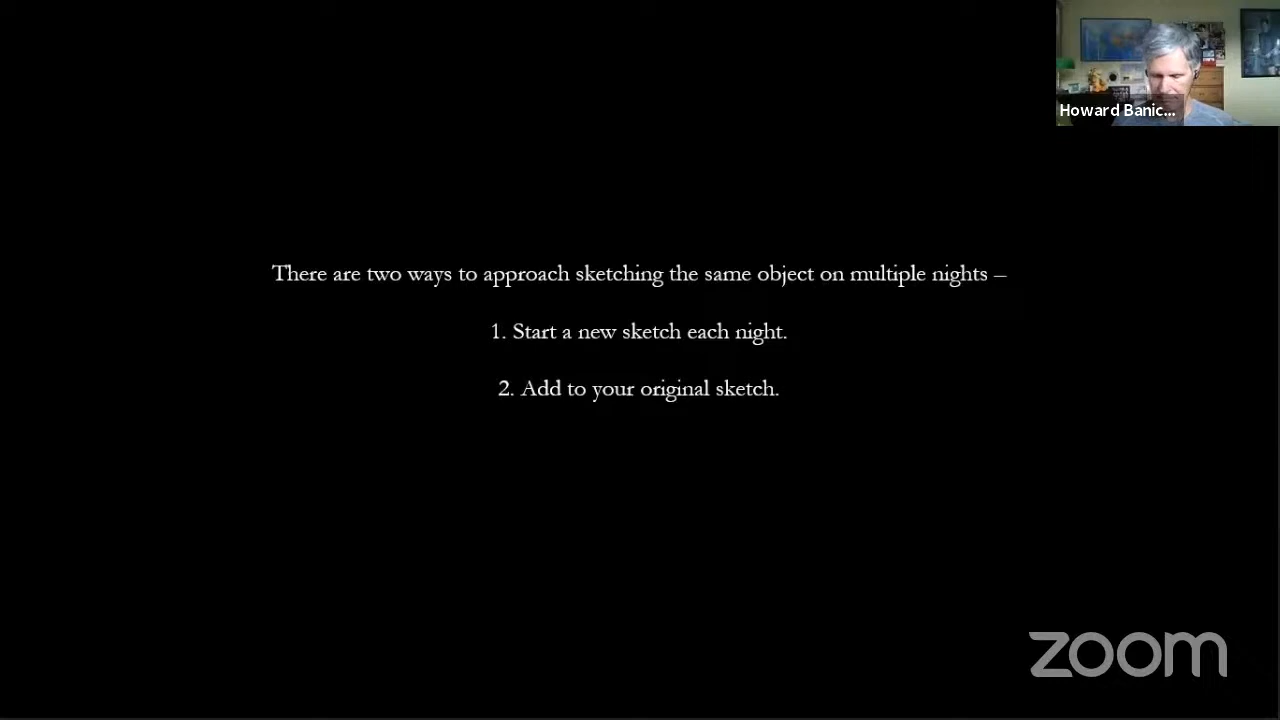 Howard Banic...
There are two ways to approach sketching the same object on multiple nights –
1. Start a new sketch each night.
2. Add to your original sketch.
zoom